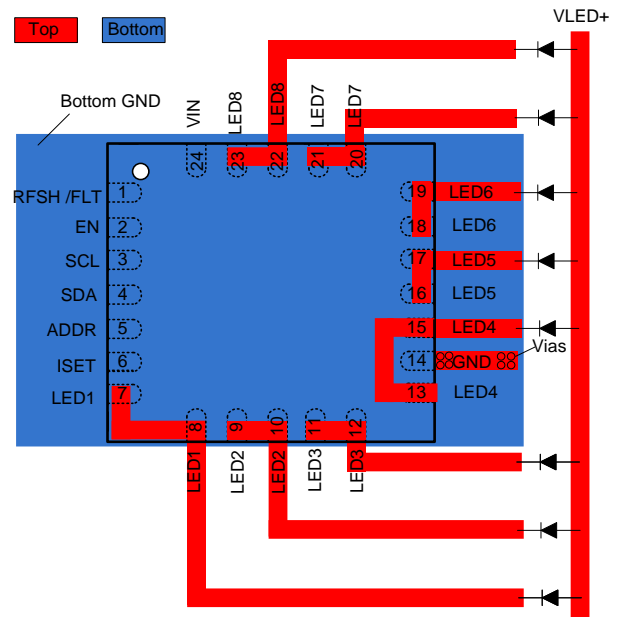 VLED+
Top
Bottom
Bottom GND
VIN
LED8
LED8
LED7
LED7
24
23
22
21
20
RFSH /FLT
1
19
LED6
EN
2
18
LED6
SCL
3
17
LED5
SDA
4
16
LED5
ADDR
5
15
LED4
Vias
ISET
6
14
GND
LED1
7
13
LED4
8
9
10
11
12
LED1
LED2
LED2
LED3
LED3